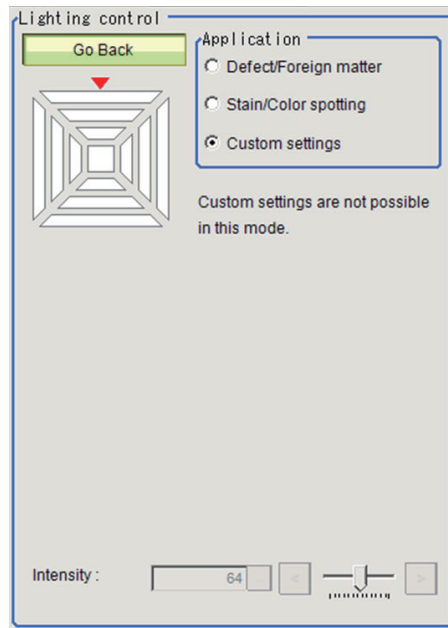 Lighting control
Go Back
Application
Defect/Foreign matter
Stain/Color spotting
Custom settings
Custom settings are not possible
in this mode.
Intensity :
64
...
<
>